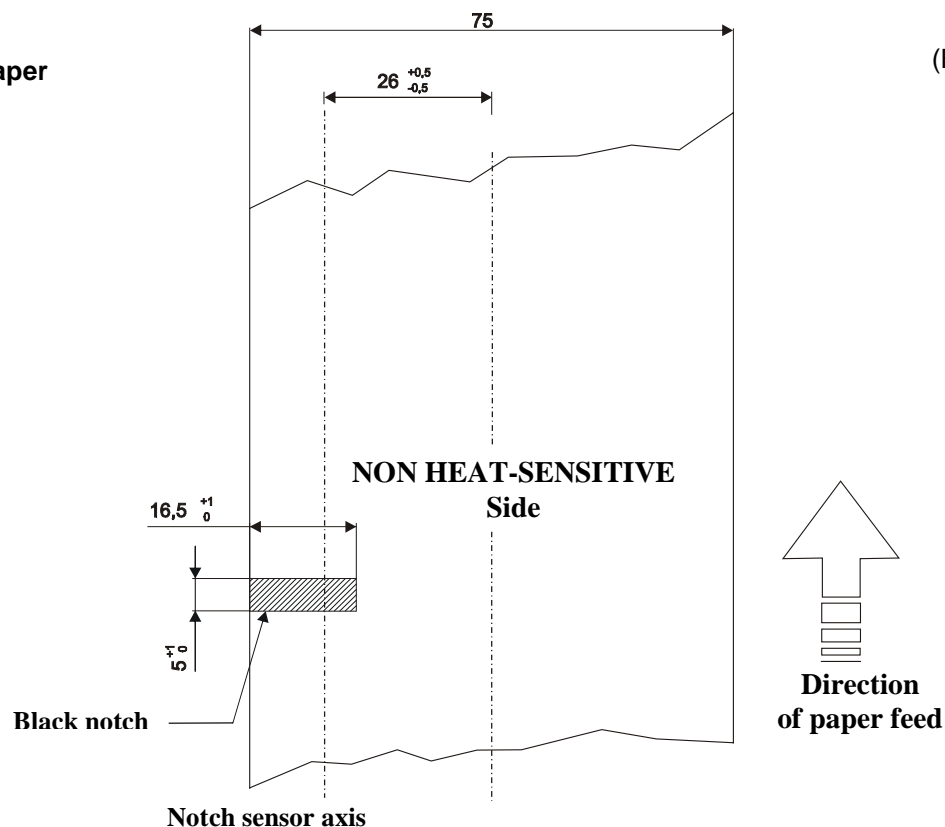 75
aper
(
26 +0,5
-0,5
NON HEAT-SENSITIVE
Side
16,5 +1
0
5 +1
0
Direction
of paper feed
Black notch
Notch sensor axis